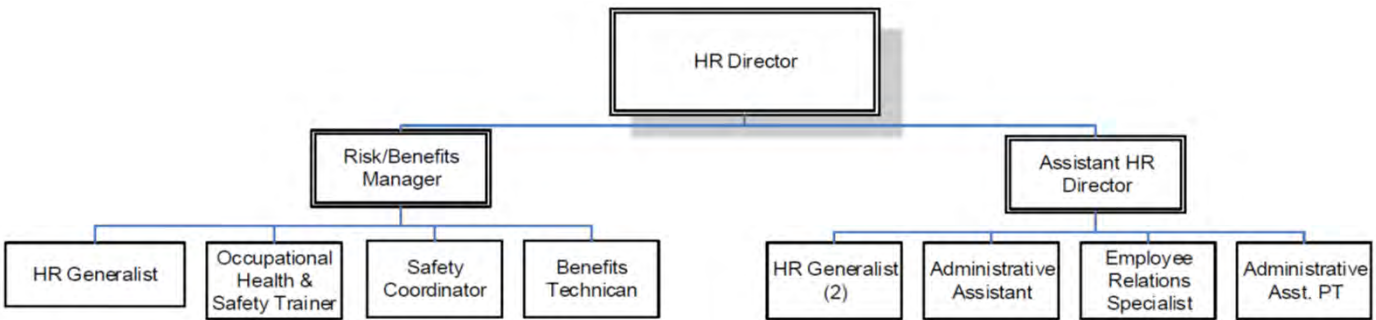 HR Director
Risk/Benefits
Manager
Assistant HR
Director
HR Generalist
Occupational
Health &
Safety Trainer
Safety
Coordinator
Benefits
Technican
HR Generalist
(2)
Administrative
Assistant
Employee
Relations
Specialist
Administrative
Asst. PT